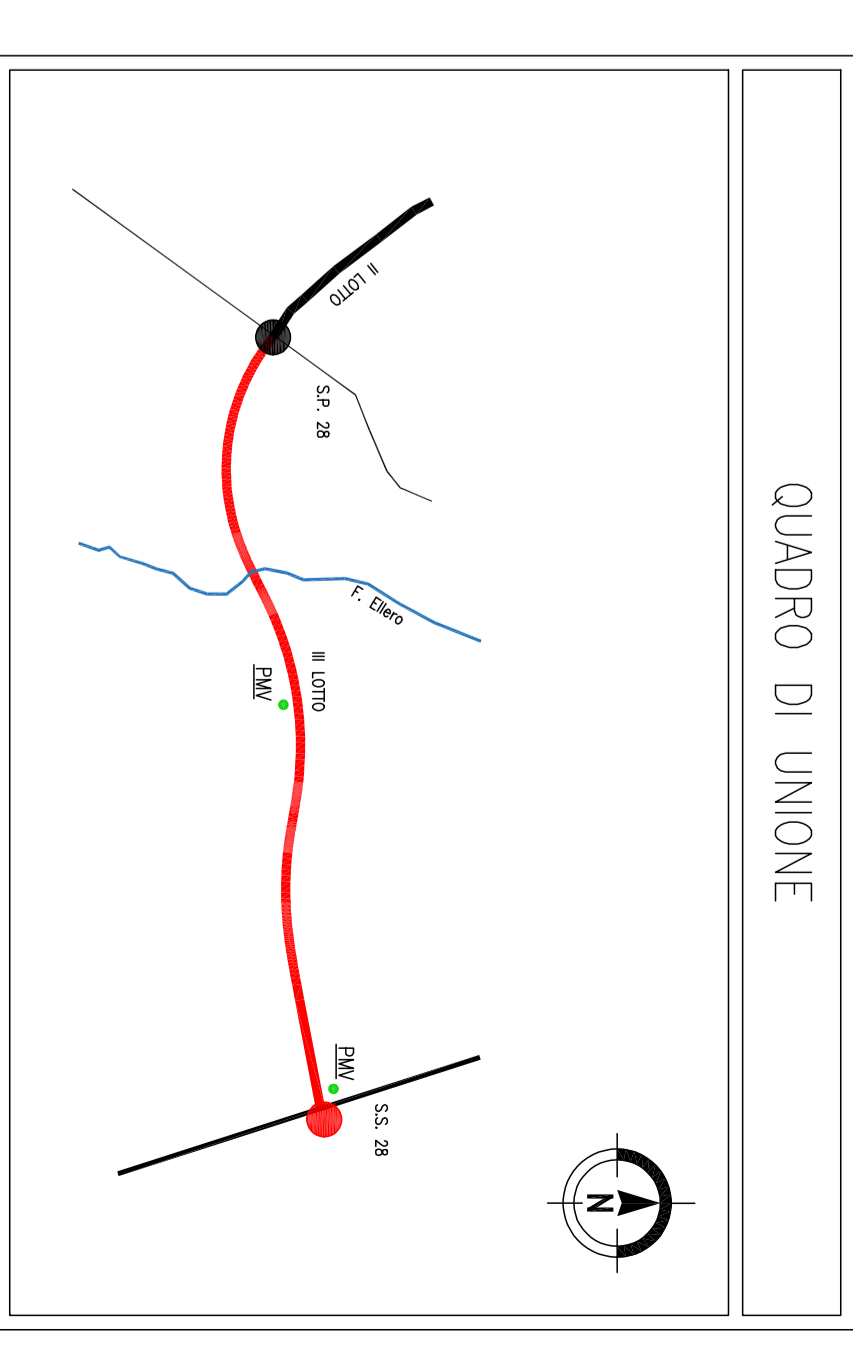 QUADRO DI UNIONE
II LOTTO
S.P. 28
F. Ellero
III LOTTO
PMV
PMV
S.S. 28
N